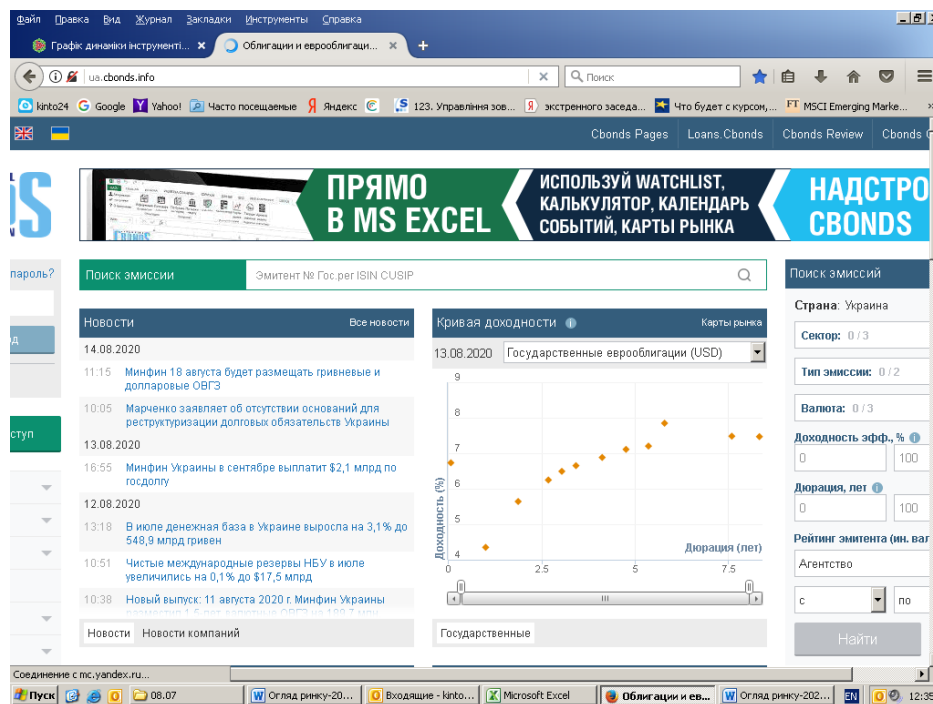 Файл Правка Вид Журнал Закладки Инструменты Справка
Графік динаміки інструменті...
Облигации и еврооблигаци...
ua.cbonds.info
Поиск
kinto24 Google Yahoo! Часто посещаемые Яндекс 123. Управління зов... экстренного заседа... Что будет с курсом,... FT MSCI Emerging Marke...
Cbonds Pages Loans.Cbonds Cbonds Review Cbonds
ПРЯМО
В MS EXCEL
ИСПОЛЬЗУЙ WATCHLIST,
КАЛЬКУЛЯТОР, КАЛЕНДАРЬ
СОБЫТИЙ, КАРТЫ РЫНКА
НАДСТРО
CBONDS
пароль?
Поиск эмиссии
Эмитент № Гос.рег ISIN CUSIP
Новости Все новости
14.08.2020
11:15 Минфин 18 августа будет размещать гривневые и
долларовые ОВГЗ
10:05 Марченко заявляет об отсутствии оснований для
реструктуризации долговых обязательств Украины
13.08.2020
16:55 Минфин Украины в сентябре выплатит $2,1 млрд по
госдолгу
12.08.2020
13:18 В июле денежная база в Украине выросла на 3,1% до
548,9 млрд гривен
10:51 Чистые международные резервы НБУ в июле
увеличились на 0,1% до $17,5 млрд
10:38 Новый выпуск: 11 августа 2020 г. Минфин Украины
Новости Новости компаний
ступ
Кривая доходности Карты рынка
13.08.2020 Государственные еврооблигации (USD)
9
8
7
6
5
4
Доходность (%)
Дюрация (лет)
0 2.5 5 7.5
Государственные
Поиск эмиссий
Страна: Украина
Сектор: 0 / 3
Тип эмиссии: 0 / 2
Валюта: 0 / 3
Доходность эфф., %
0 100
Дюрация, лет
0 100
Рейтинг эмитента (ин. вал
Агентство
с по
Найти
Соединение с mc.yandex.ru...
Пуск 08.07 Огляд ринку-20... Входящие - kinto... Microsoft Excel Облигации и ев... Огляд ринку-202... EN 12:35